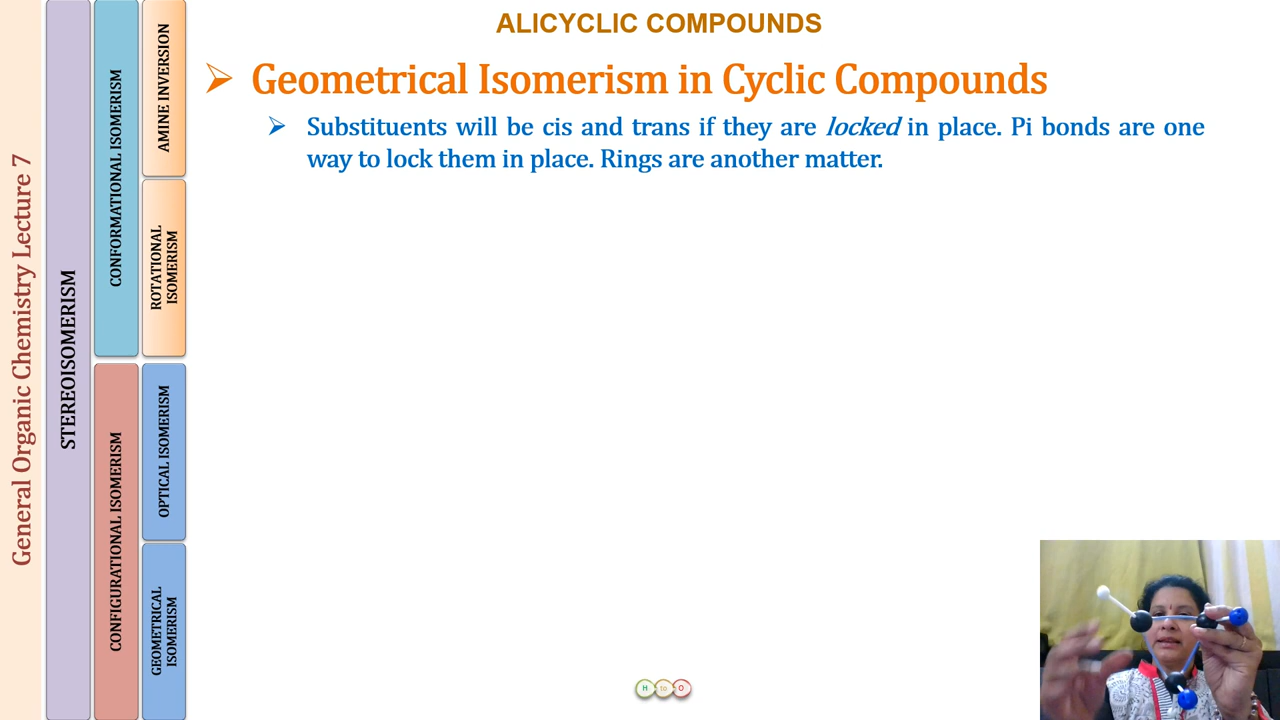 General Organic Chemistry Lecture 7
STEREOISOMERISM
CONFORMATIONAL ISOMERISM
CONFIGURATIONAL ISOMERISM
AMINE INVERSION
ROTATIONAL
ISOMERISM
OPTICAL ISOMERISM
GEOMETRICAL
ISOMERISM
ALICYCLIC COMPOUNDS
Geometrical Isomerism in Cyclic Compounds
Substituents will be cis and trans if they are locked in place. Pi bonds are one
way to lock them in place. Rings are another matter.
H to O